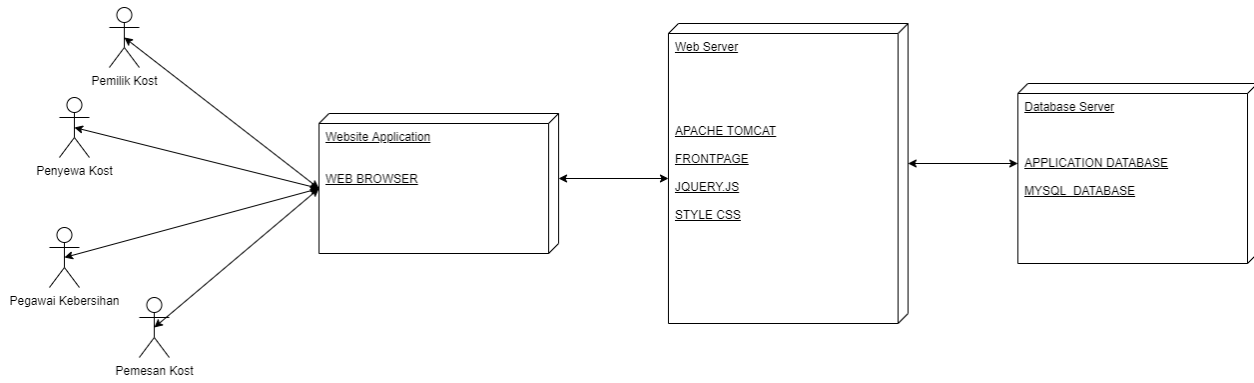 Pemilik Kost
Penyewa Kost
Pegawai Kebersihan
Pemesan Kost
Website Application
WEB BROWSER
Web Server
APACHE TOMCAT
FRONTPAGE
JQUERY.JS
STYLE CSS
Database Server
APPLICATION DATABASE
MYSQL DATABASE